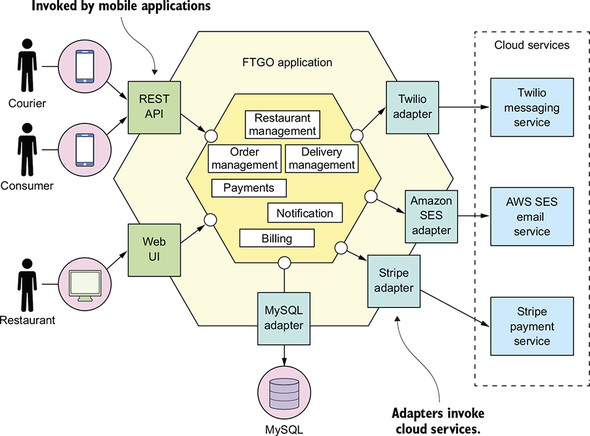 Invoked by mobile applications
Courier
Consumer
Restaurant
REST
API
Web
UI
FTGO application
Restaurant
management
Order
management
Delivery
management
Payments
Notification
Billing
Twilio
adapter
Amazon
SES
adapter
Stripe
adapter
MySQL
adapter
MySQL
Cloud services
Twilio
messaging
service
AWS SES
email
service
Stripe
payment
service
Adapters invoke
cloud services.